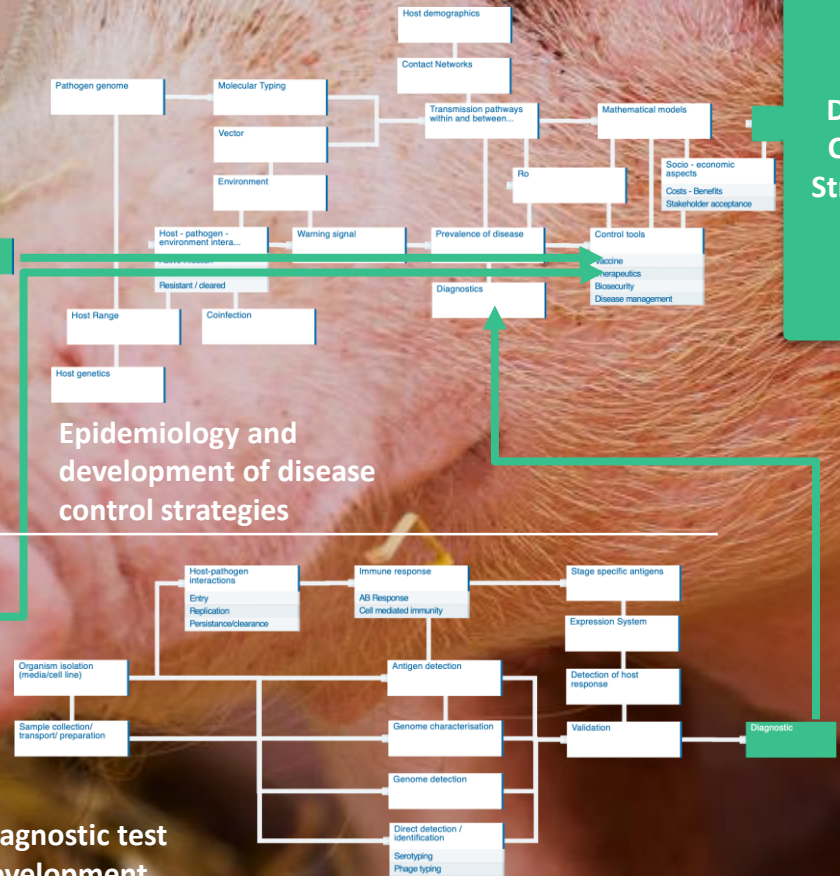 Host demographics
Contact Networks
Pathogen genome
Molecular Typing
Transmission pathways
within and between...
Mathematical models
Vector
Ro
Socio - economic
aspects
Costs - Benefits
Stakeholder acceptance
Environment
Host - pathogen -
environment intera...
Resistant / cleared
Warning signal
Prevalence of disease
Control tools
Vaccine
Therapeutics
Biosecurity
Disease management
Diagnostics
Host Range
Coinfection
Host genetics
Epidemiology and
development of disease
control strategies
Host-pathogen
interactions
Entry
Replication
Persistance/clearance
Immune response
AB Response
Cell mediated immunity
Stage specific antigens
Expression System
Organism isolation
(media/cell line)
Antigen detection
Detection of host
response
Sample collection/
transport/ preparation
Genome characterisation
Validation
Diagnostic
Genome detection
Direct detection /
identification
Serotyping
Phage typing
test